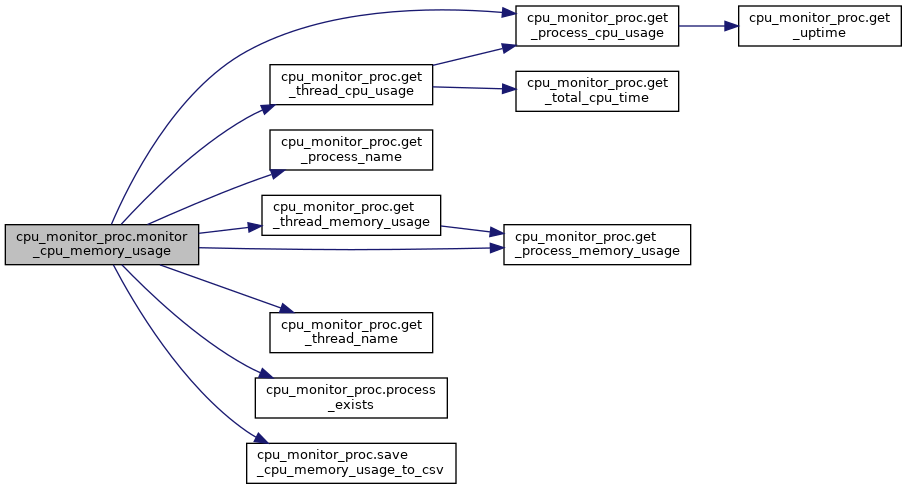 cpu_monitor_proc.monitor
_cpu_memory_usage
cpu_monitor_proc.get
_process_cpu_usage
cpu_monitor_proc.get
_uptime
cpu_monitor_proc.get
_thread_cpu_usage
cpu_monitor_proc.get
_total_cpu_time
cpu_monitor_proc.get
_process_name
cpu_monitor_proc.get
_thread_memory_usage
cpu_monitor_proc.get
_process_memory_usage
cpu_monitor_proc.get
_thread_name
cpu_monitor_proc.process
_exists
cpu_monitor_proc.save
_cpu_memory_usage_to_csv